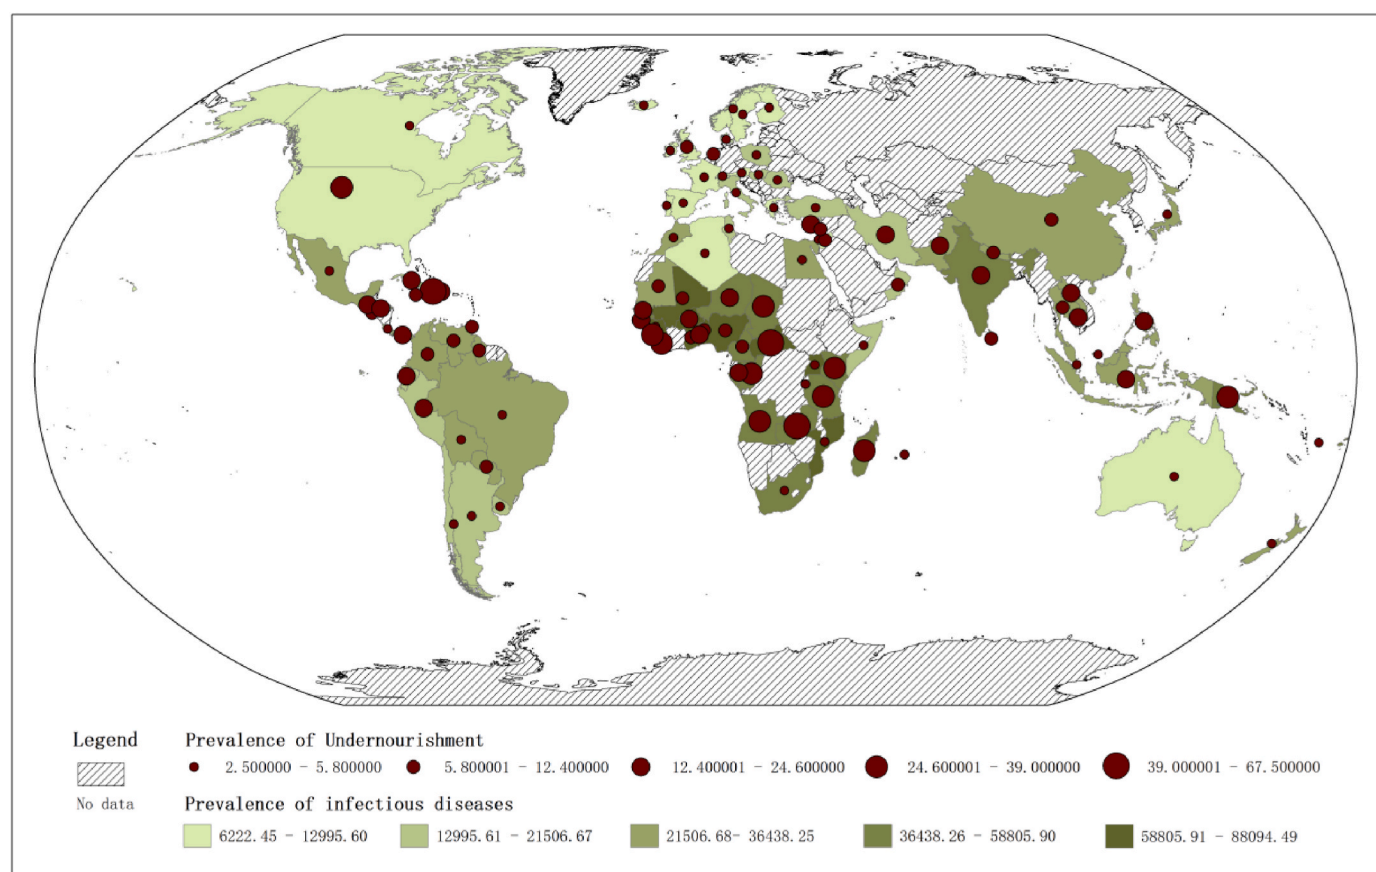 Legend
Prevalence of Undernourishment
2.500000 - 5.800000
5.800001 - 12.400000
12.400001 - 24.600000
24.600001 - 39.000000
39.000001 - 67.500000
No data
Prevalence of infectious diseases
6222.45 - 12995.60
12995.61 - 21506.67
21506.68- 36438.25
36438.26 - 58805.90
58805.91 - 88094.49